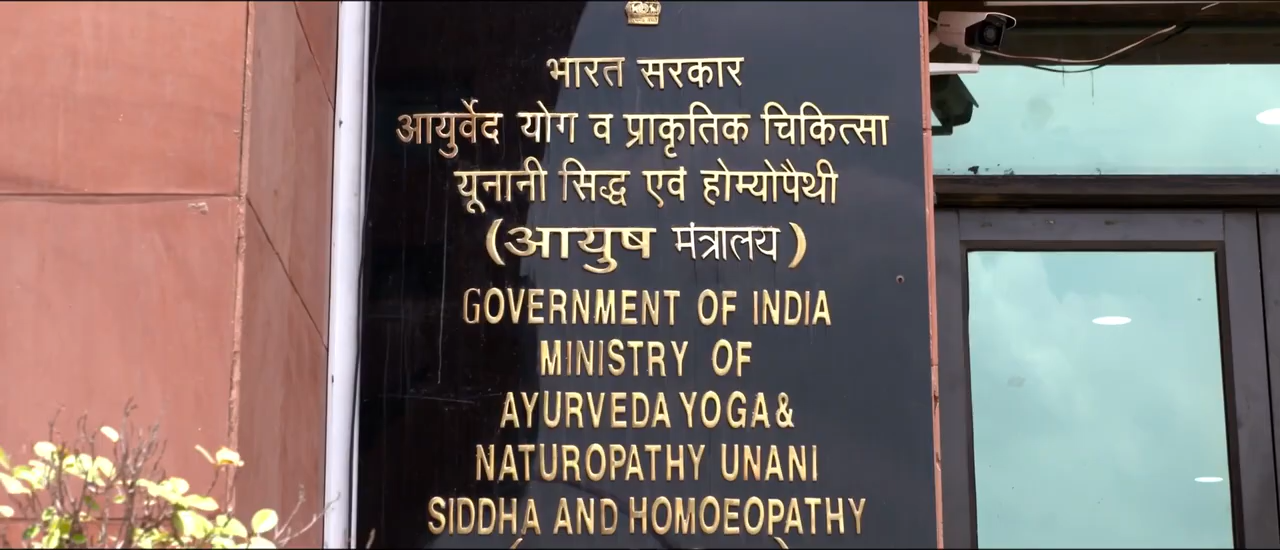 भारत सरकार
आयुर्वेद योग व प्राकृतिक चिकित्सा
यूनानी सिद्ध एवं होम्योपैथी
(आयुष मंत्रालय)
GOVERNMENT OF INDIA
MINISTRY OF
AYURVEDA YOGA &
NATUROPATHY UNANI
SIDDHA AND HOMOEOPATHY